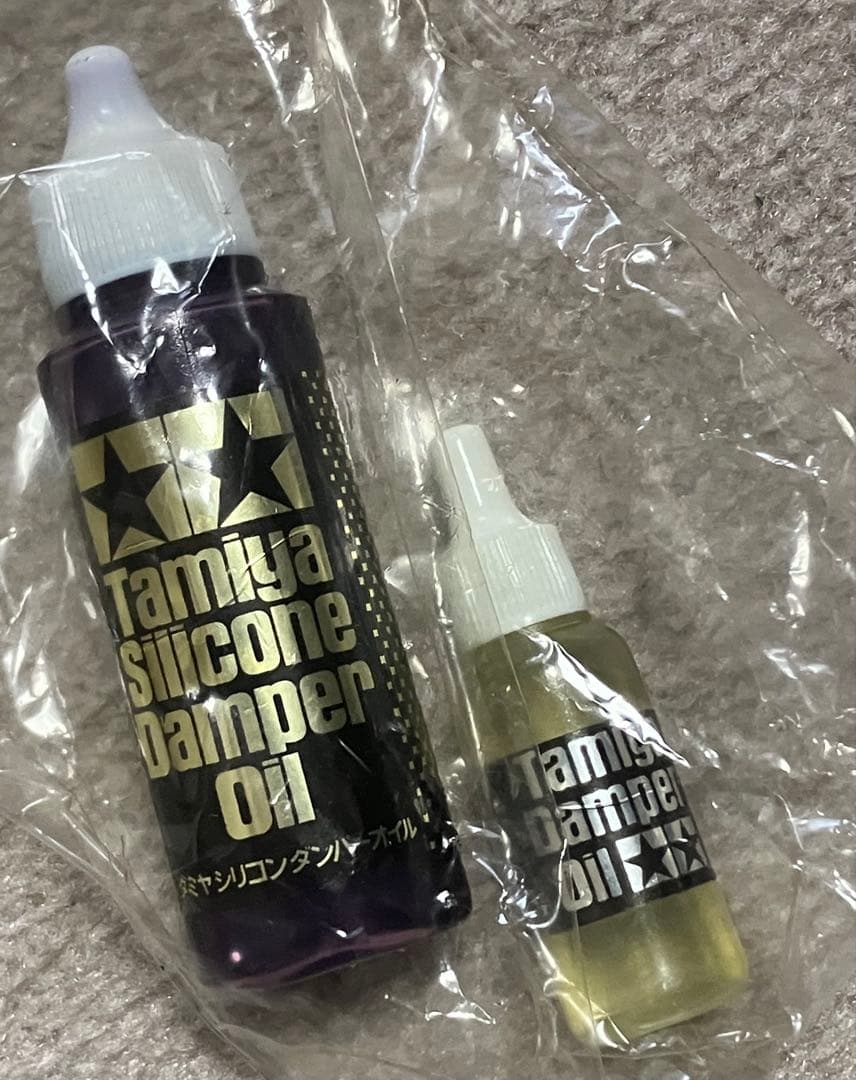 Tamiya
Silicone
Damper
Oil
タミヤシリコンダンパーオイル
Tamiya
Damper
Oil